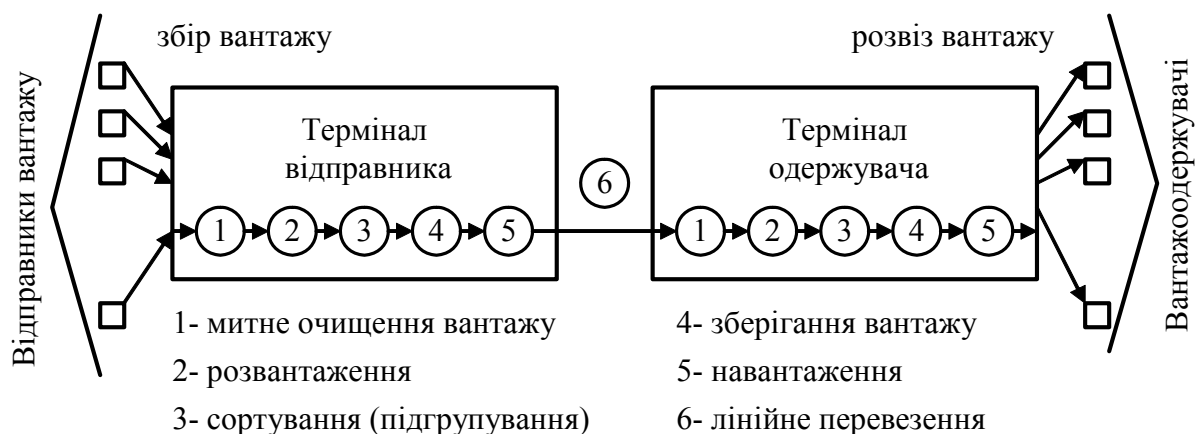 збір вантажу
розвіз вантажу
Відправники вантажу
Термінал
відправника
1 2 3 4 5
6
Термінал
одержувача
1 2 3 4 5
Вантажоодержувачі
1- митне очищення вантажу
2- розвантаження
3- сортування (підгрупування)
4- зберігання вантажу
5- навантаження
6- лінійне перевезення